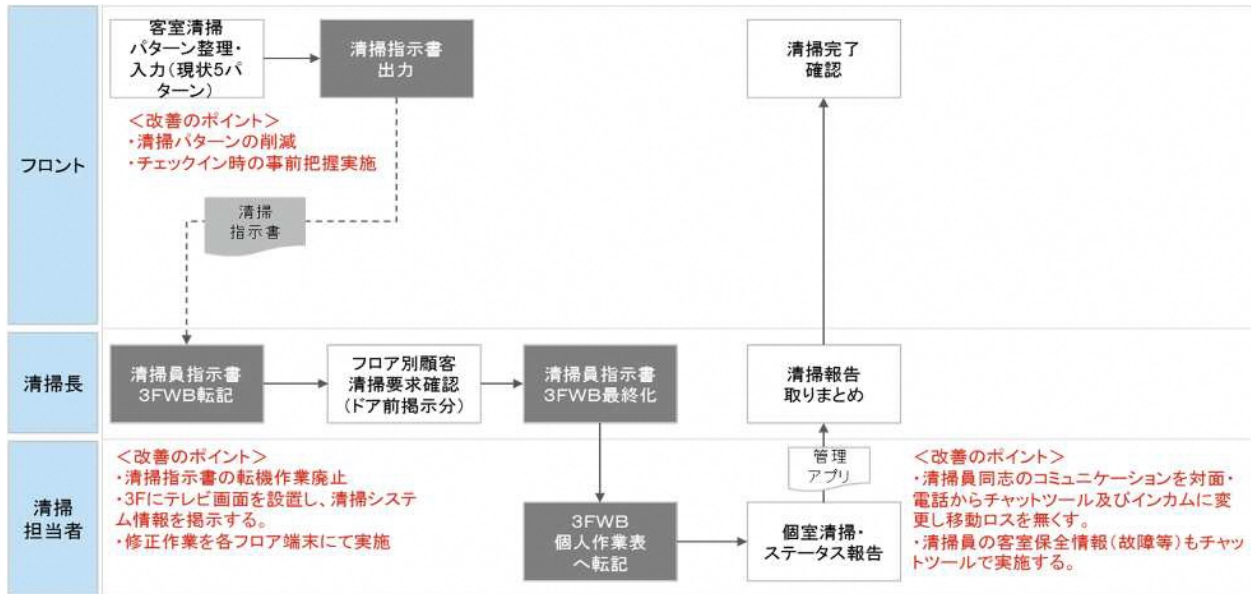 フロント
客室清掃
パターン整理・
入力(現状5パ
ターン)
清掃指示書
出力
清掃完了
確認
<改善のポイント>
・清掃パターンの削減
・チェックイン時の事前把握実施
清掃
指示書
清掃長
清掃員指示書
3FWB転記
フロア別顧客
清掃要求確認
(ドア前掲示分)
清掃員指示書
3FWB最終化
清掃報告
取りまとめ
清掃
担当者
<改善のポイント>
・清掃指示書の転機作業廃止
・3Fにテレビ画面を設置し、清掃システ
ム情報を掲示する。
・修正作業を各フロア端末にて実施
3FWB
個人作業表
へ転記
管理
アプリ
個室清掃・
ステータス報告
<改善のポイント>
・清掃員同志のコミュニケーションを対面・
電話からチャットツール及びインカムに変
更し移動ロスを無くす。
・清掃員の客室保全情報(故障等)もチャッ
トツールで実施する。